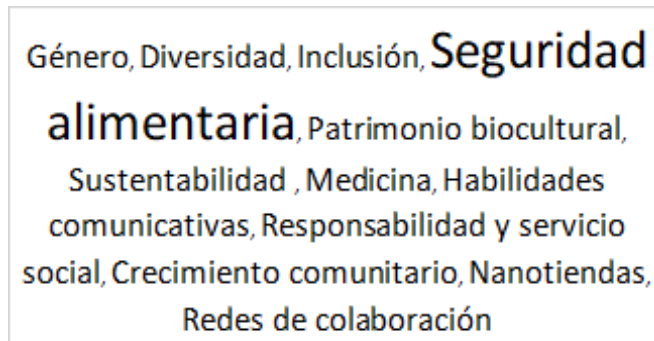 Género, Diversidad, Inclusión, Seguridad
alimentaria, Patrimonio biocultural,
Sustentabilidad , Medicina, Habilidades
comunicativas, Responsabilidad y servicio
social, Crecimiento comunitario, Nanotiendas,
Redes de colaboración